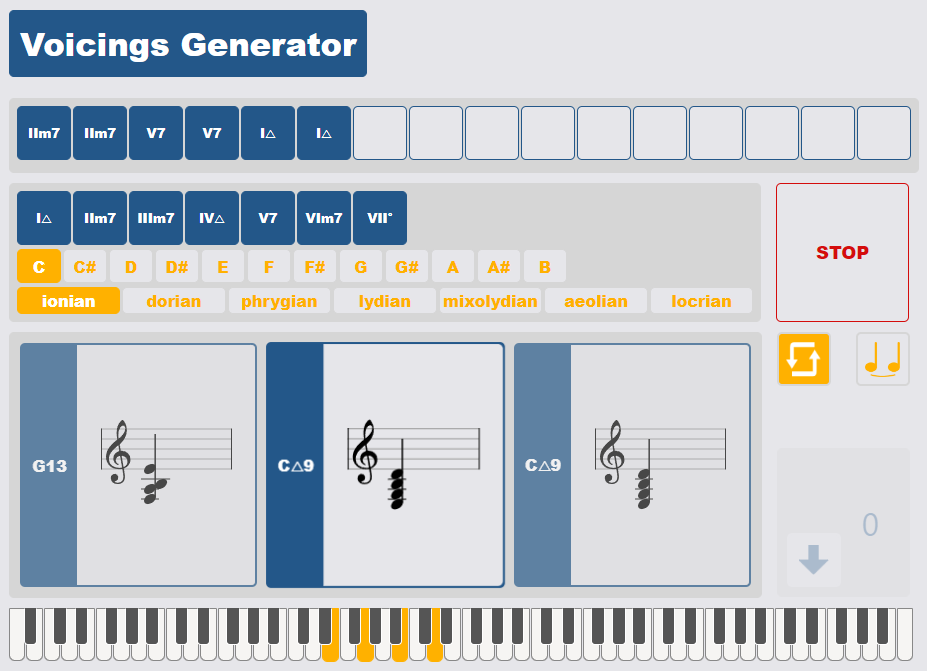 Voicings Generator
IIm7 IIm7 V7 V7 I△ I△
I△ IIm7 IIIm7 IV△ V7 VIm7 VII°
C C# D D# E F F# G G# A A# B
ionian dorian phrygian lydian mixolydian aeolian locrian
STOP
G13 C△9 C△9
0